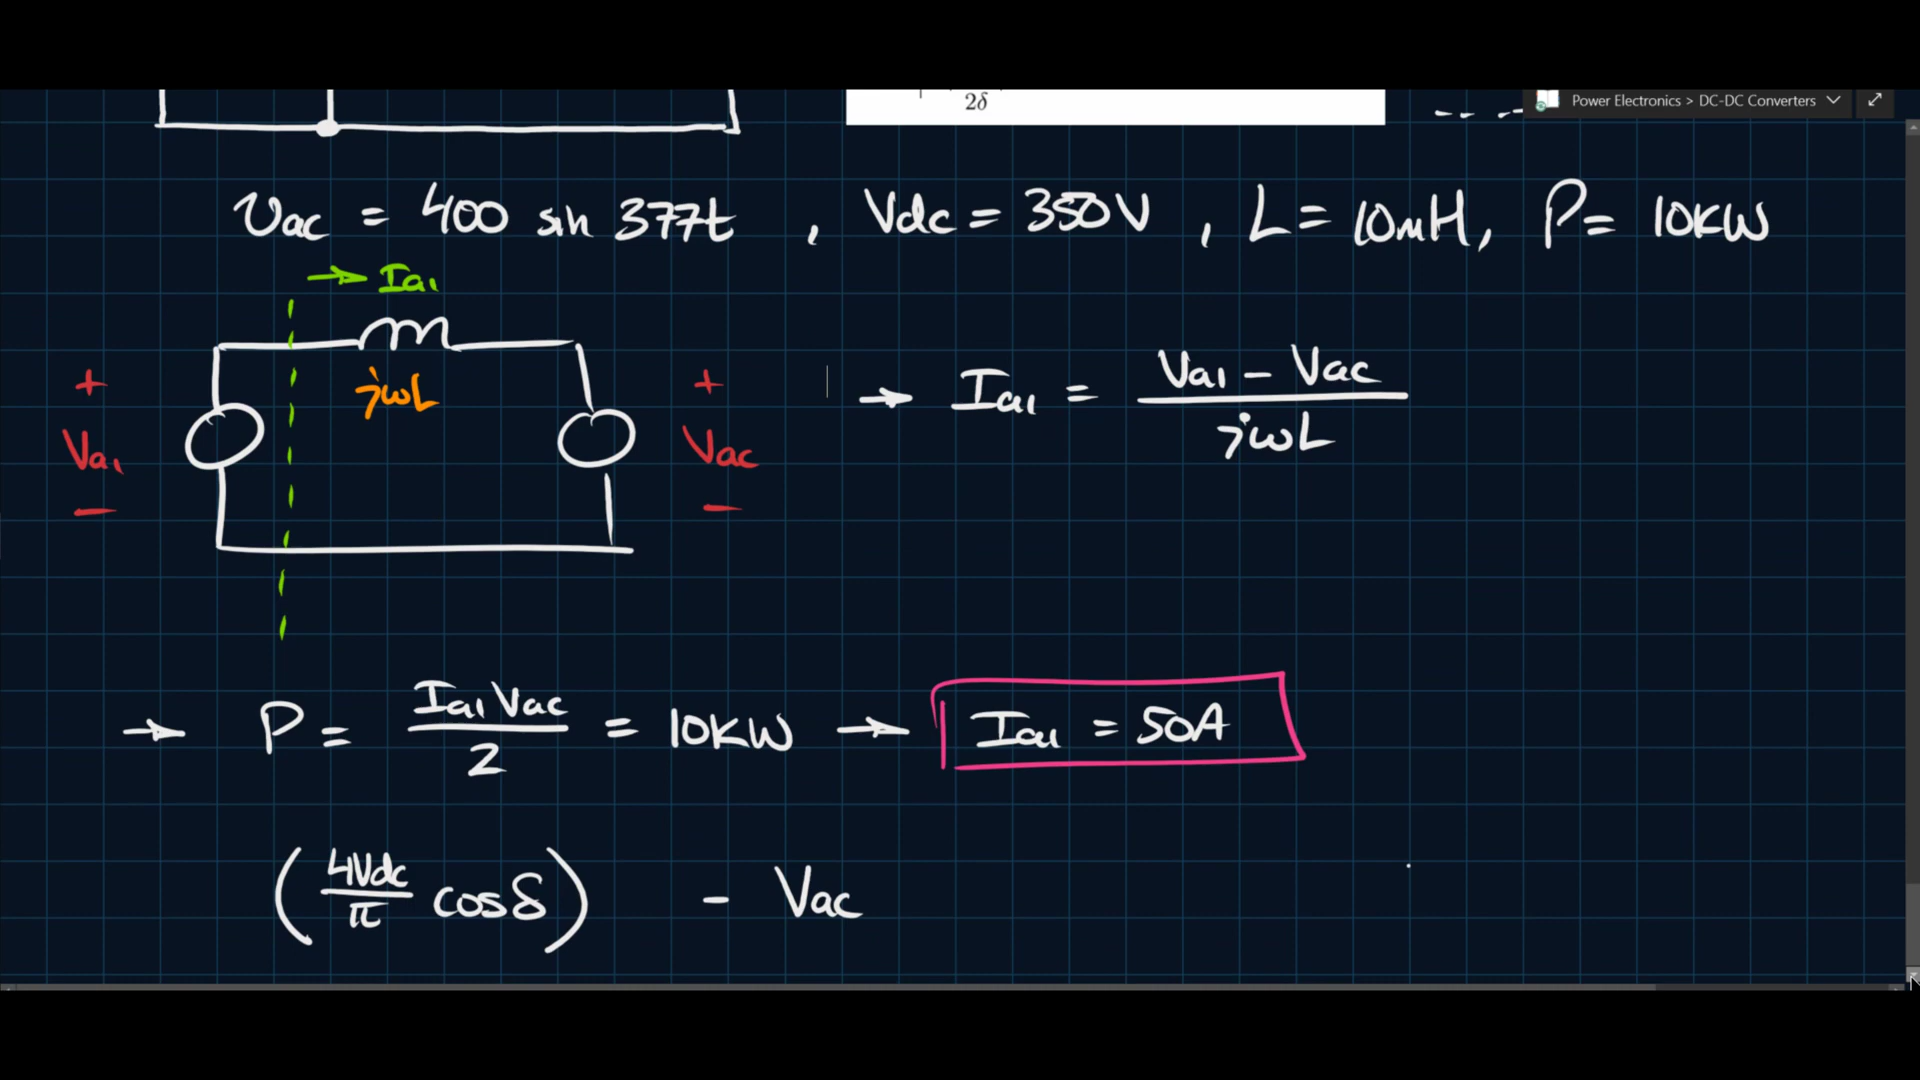 2δ
Power Electronics > DC-DC Converters
Vac = 400 sin 377t , Vdc = 350V , L = 10mH, P = 10KW
→ Ia1
+
Va1
−
jωL
+
Vac
−
→ Ia1 = (Va1 − Vac) / jωL
→ P = Ia1 Vac / 2 = 10KW → Ia1 = 50A
(4Vdc/π cosδ) − Vac